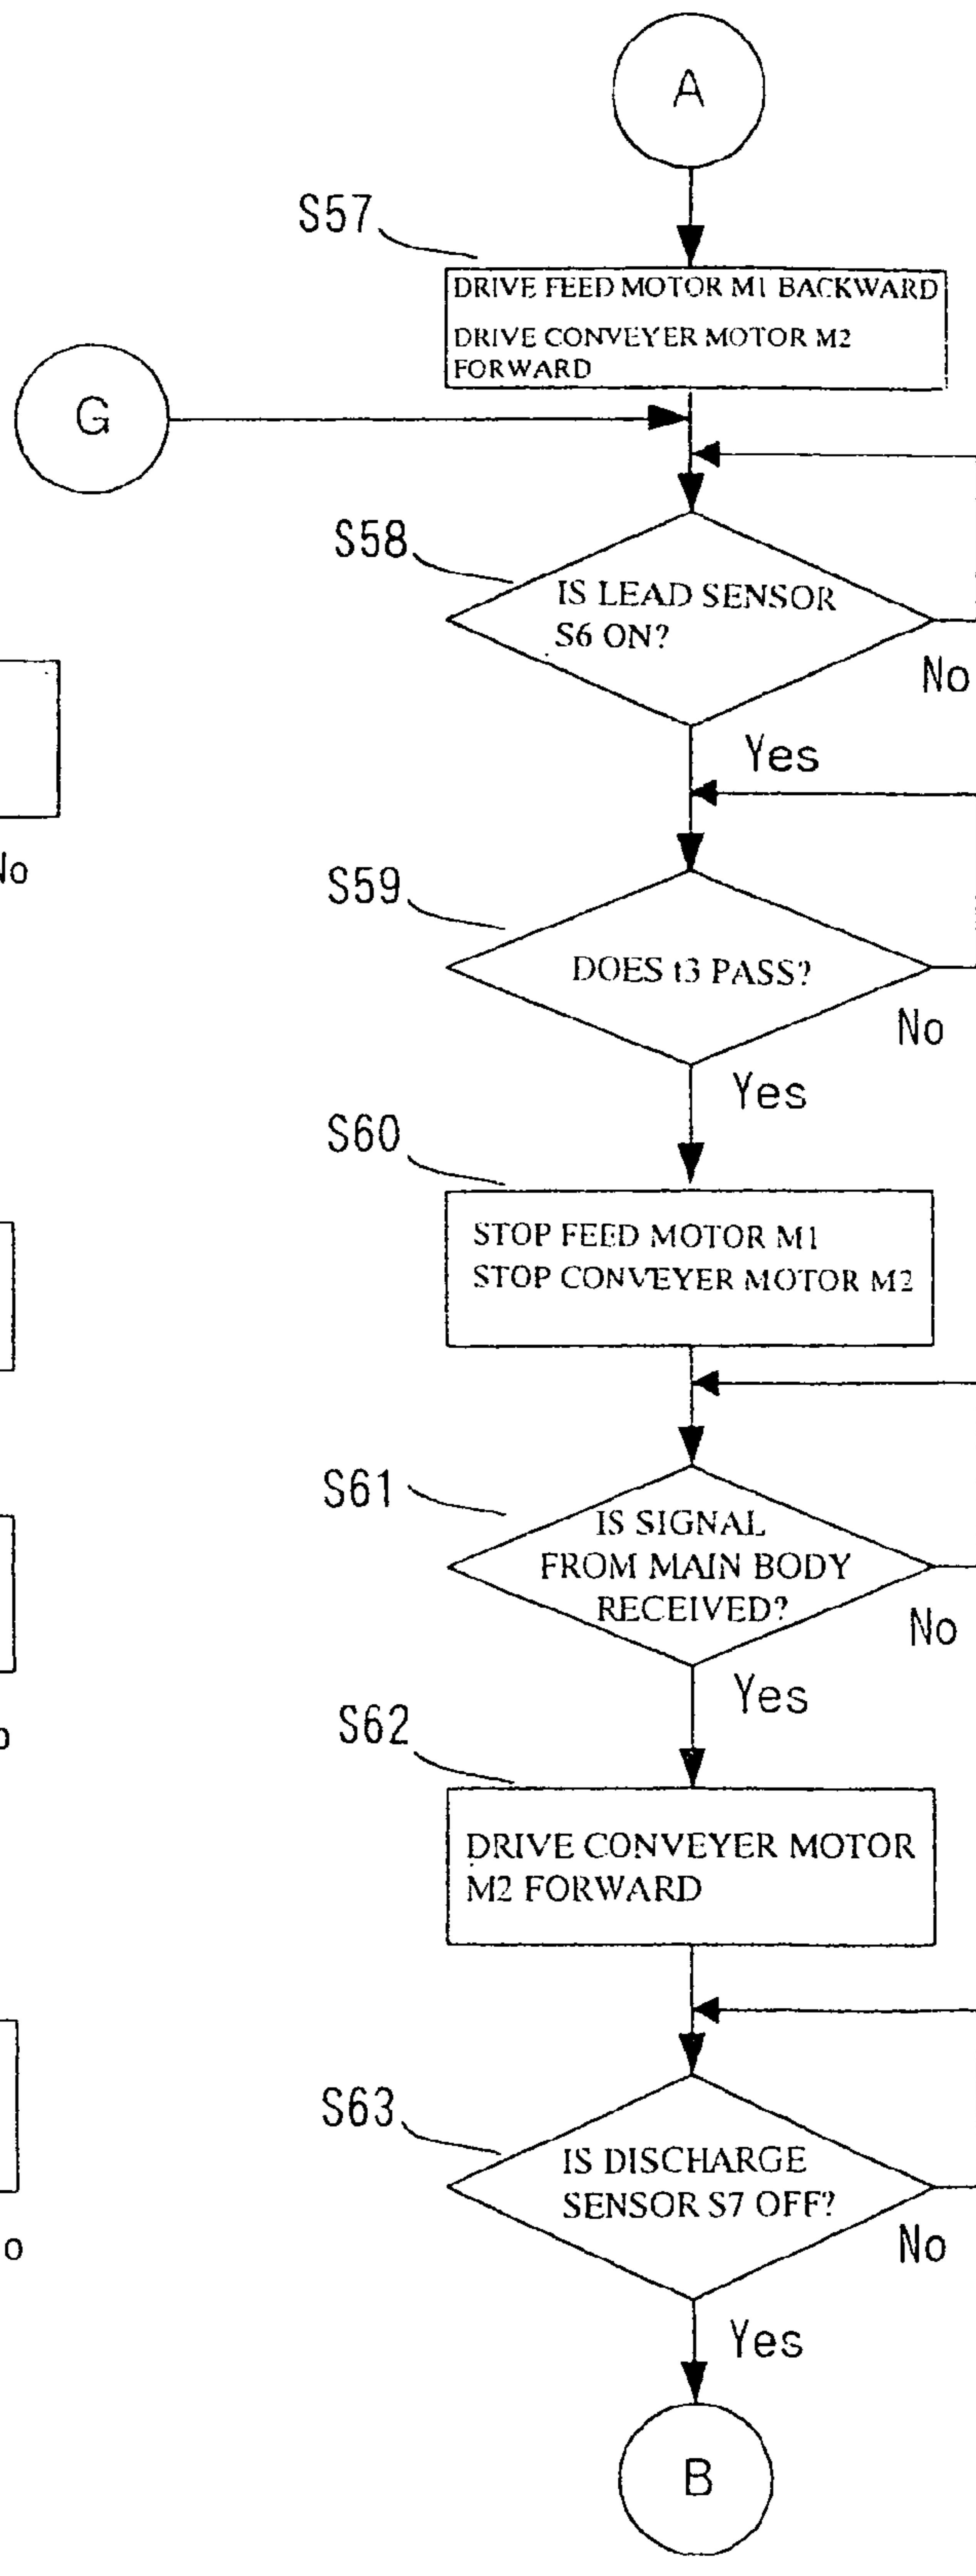 A
S57
DRIVE FEED MOTOR M1 BACKWARD
DRIVE CONVEYER MOTOR M2
FORWARD
G
S58
IS LEAD SENSOR
S6 ON?
No
Yes
No
S59
DOES t3 PASS?
No
Yes
S60
STOP FEED MOTOR M1
STOP CONVEYER MOTOR M2
S61
IS SIGNAL
FROM MAIN BODY
RECEIVED?
No
Yes
S62
DRIVE CONVEYER MOTOR
M2 FORWARD
S63
IS DISCHARGE
SENSOR S7 OFF?
No
Yes
B